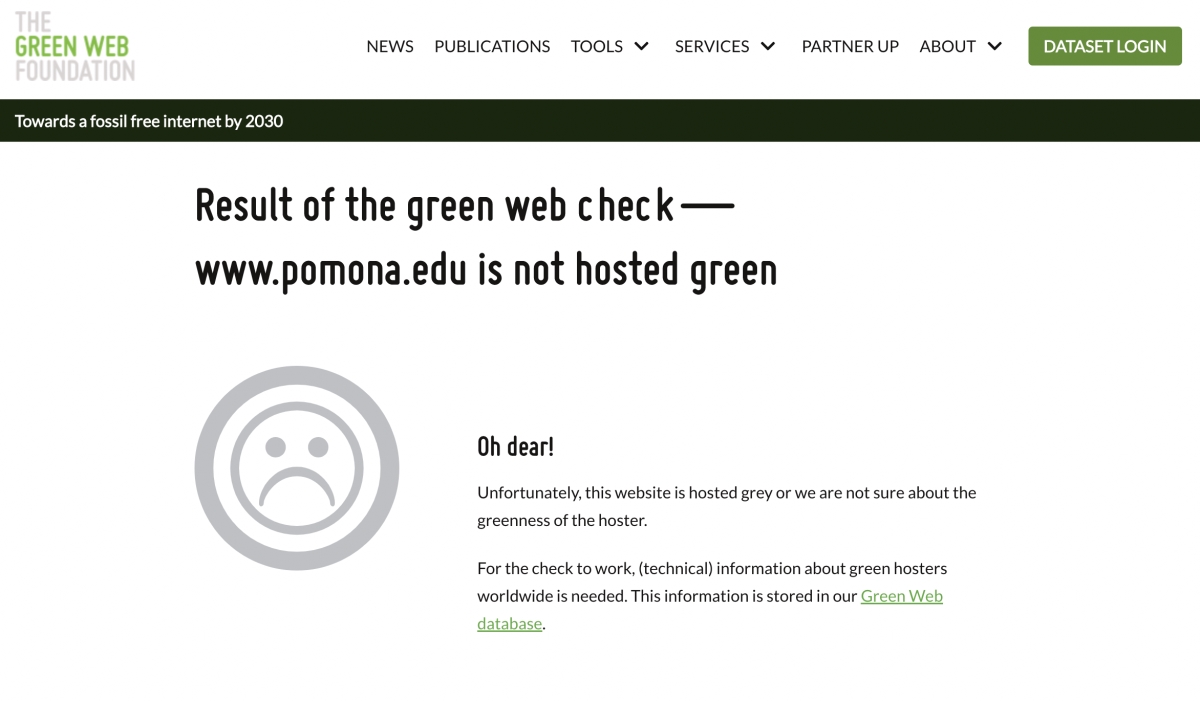 THE
GREEN WEB
FOUNDATION
NEWS PUBLICATIONS TOOLS SERVICES PARTNER UP ABOUT DATASET LOGIN
Towards a fossil free internet by 2030
Result of the green web check —
www.pomona.edu is not hosted green
Oh dear!
Unfortunately, this website is hosted grey or we are not sure about the
greenness of the hoster.
For the check to work, (technical) information about green hosters
worldwide is needed. This information is stored in our Green Web
database.